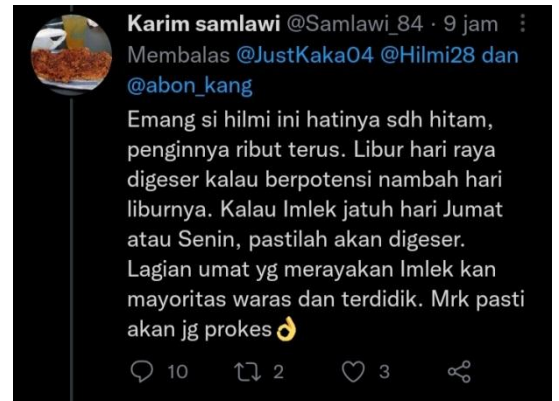 Karim samlawi @Samlawi_84 · 9 jam
Membalas @JustKaka04 @Hilmi28 dan
@abon_kang
Emang si hilmi ini hatinya sdh hitam,
penginnya ribut terus. Libur hari raya
digeser kalau berpotensi nambah hari
liburnya. Kalau Imlek jatuh hari Jumat
atau Senin, pastilah akan digeser.
Lagian umat yg merayakan Imlek kan
mayoritas waras dan terdidik. Mrk pasti
akan jg prokes👌
10 2 3